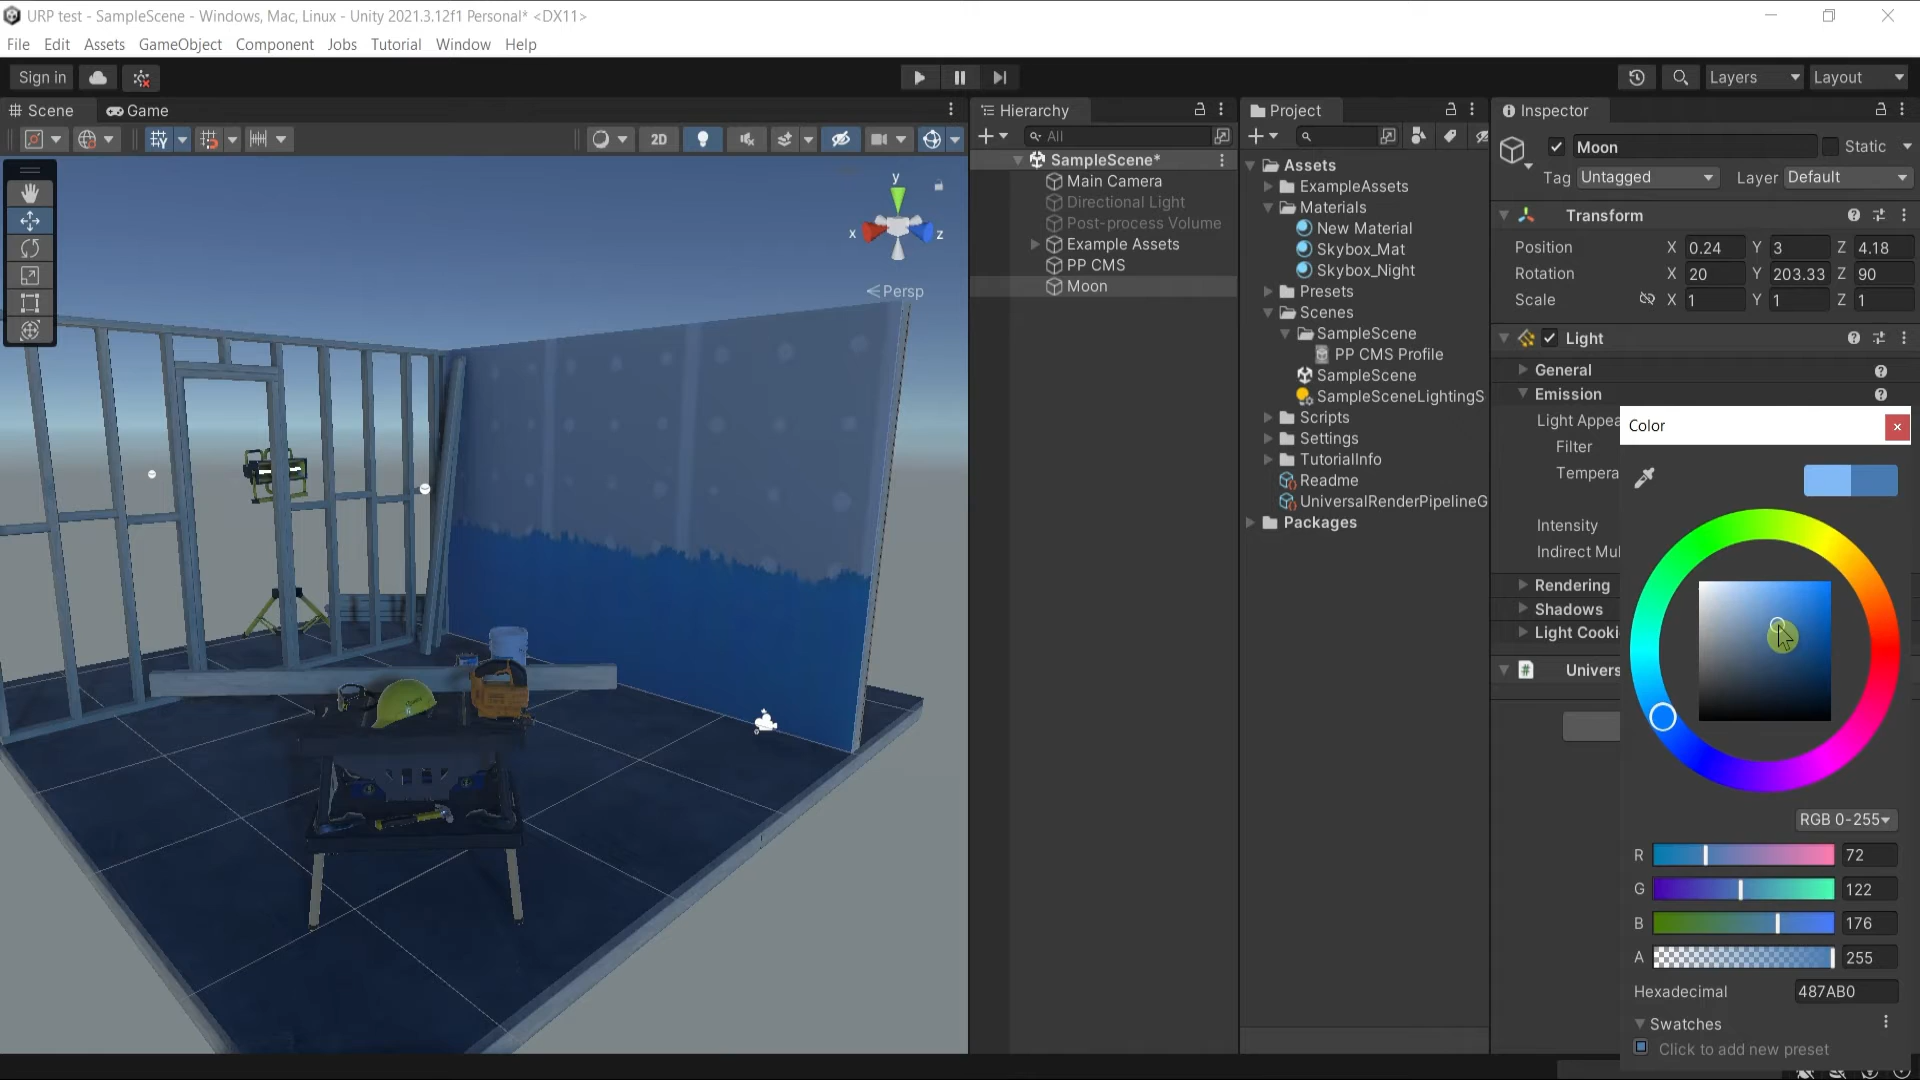 URP test - SampleScene - Windows, Mac, Linux - Unity 2021.3.12f1 Personal* <DX11>
File Edit Assets GameObject Component Jobs Tutorial Window Help
Sign in Layers Layout
Scene Game
2D
y
x z
Persp
Hierarchy
All
SampleScene*
Main Camera
Directional Light
Post-process Volume
Example Assets
PP CMS
Moon
Project
Assets
ExampleAssets
Materials
New Material
Skybox_Mat
Skybox_Night
Presets
Scenes
SampleScene
PP CMS Profile
SampleScene
SampleSceneLightingS
Scripts
Settings
TutorialInfo
Readme
UniversalRenderPipelineG
Packages
Inspector
Moon Static
Tag Untagged Layer Default
Transform
Position X 0.24 Y 3 Z 4.18
Rotation X 20 Y 203.33 Z 90
Scale X 1 Y 1 Z 1
Light
General
Emission
Light Appea
Filter
Tempera
Intensity
Indirect Mul
Rendering
Shadows
Light Cooki
Univers
Color
RGB 0-255
R 72
G 122
B 176
A 255
Hexadecimal 487AB0
Swatches
Click to add new preset